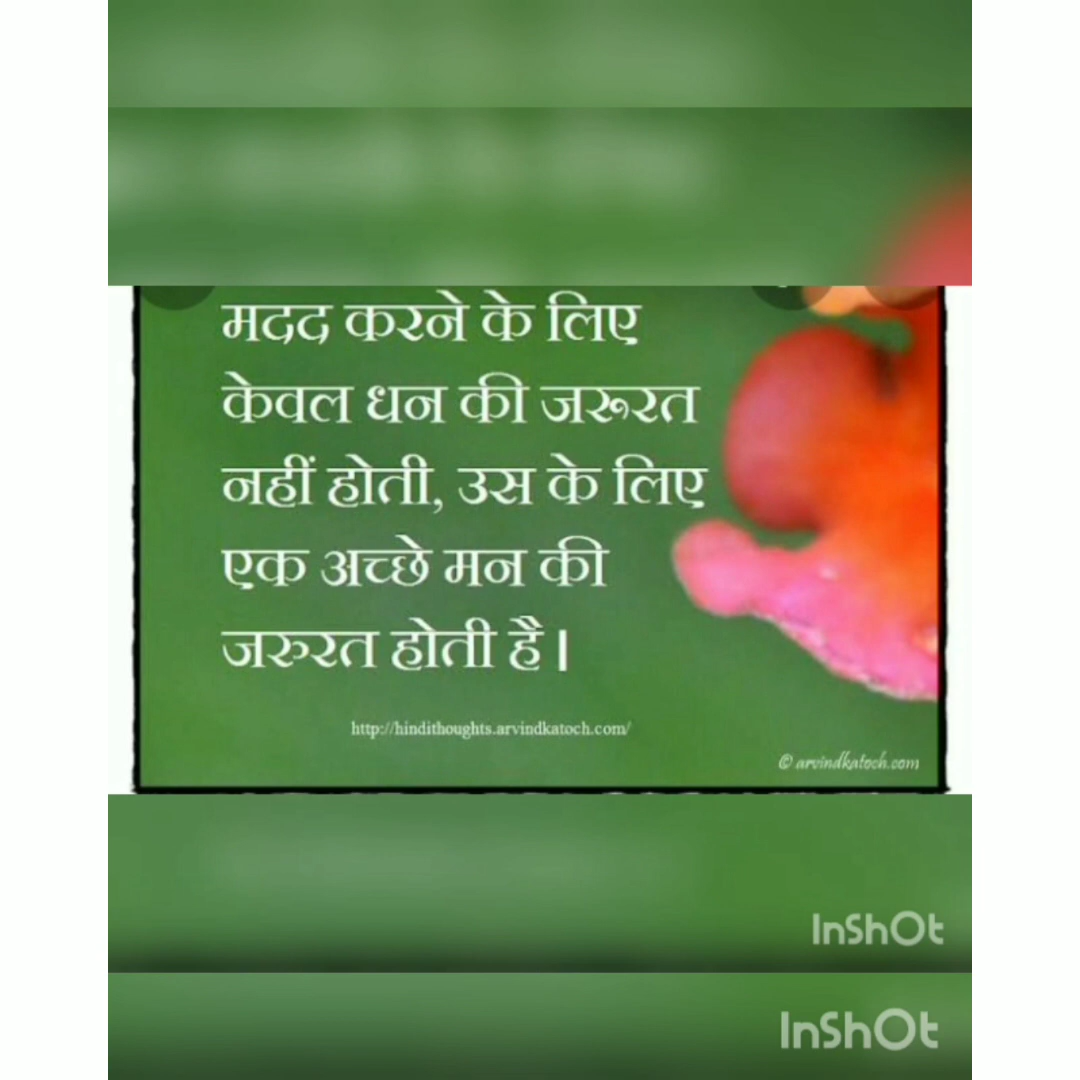 मदद करने के लिए
केवल धन की जरूरत
नहीं होती, उस के लिए
एक अच्छे मन की
जरुरत होती है।
http://hindithoughts.arvindkatoch.com/
© arvindkatoch.com
InShOt
InShOt